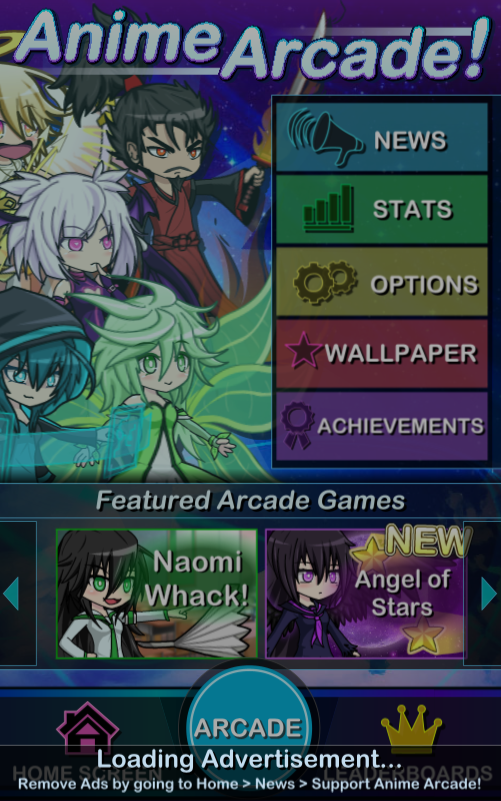 Anime Arcade!
NEWS
STATS
OPTIONS
WALLPAPER
ACHIEVEMENTS
Featured Arcade Games
Naomi
Whack!
NEW
Angel of
Stars
ARCADE
HOME SCREEN
LEADERBOARDS
Loading Advertisement...
Remove Ads by going to Home > News > Support Anime Arcade!